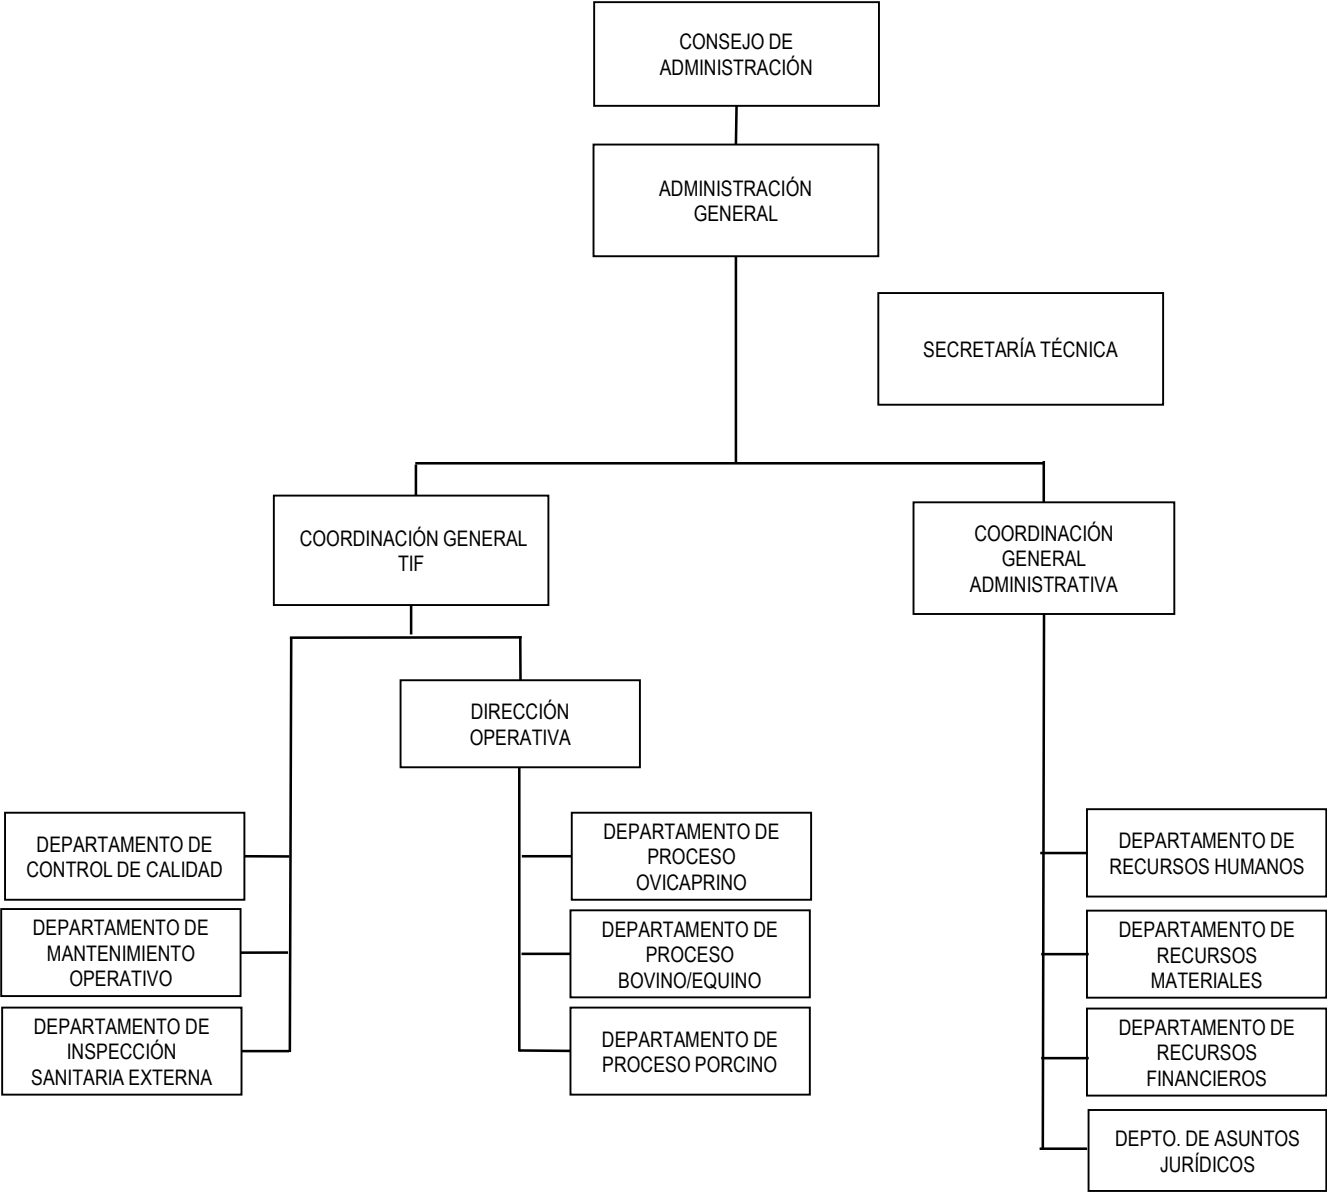 CONSEJO DE
ADMINISTRACIÓN
ADMINISTRACIÓN
GENERAL
SECRETARÍA TÉCNICA
COORDINACIÓN GENERAL
TIF
COORDINACIÓN
GENERAL
ADMINISTRATIVA
DIRECCIÓN
OPERATIVA
DEPARTAMENTO DE
CONTROL DE CALIDAD
DEPARTAMENTO DE
MANTENIMIENTO
OPERATIVO
DEPARTAMENTO DE
INSPECCIÓN
SANITARIA EXTERNA
DEPARTAMENTO DE
PROCESO
OVICAPRINO
DEPARTAMENTO DE
PROCESO
BOVINO/EQUINO
DEPARTAMENTO DE
PROCESO PORCINO
DEPARTAMENTO DE
RECURSOS HUMANOS
DEPARTAMENTO DE
RECURSOS
MATERIALES
DEPARTAMENTO DE
RECURSOS
FINANCIEROS
DEPTO. DE ASUNTOS
JURÍDICOS